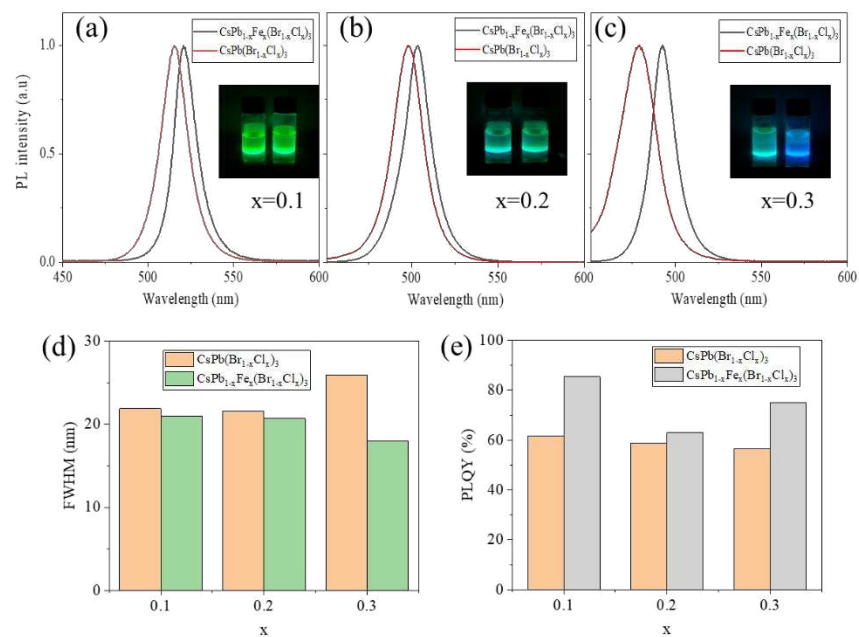 (a)
CsPb₁₋ₓFeₓ(Br₁₋ₓClₓ)₃
CsPb(Br₁₋ₓClₓ)₃
x=0.1
PL intensity (a.u)
1.0
0.5
0.0
450
500
550
600
Wavelength (nm)
(b)
CsPb₁₋ₓFeₓ(Br₁₋ₓClₓ)₃
CsPb(Br₁₋ₓClₓ)₃
x=0.2
500
550
600
Wavelength (nm)
(c)
CsPb₁₋ₓFeₓ(Br₁₋ₓClₓ)₃
CsPb(Br₁₋ₓClₓ)₃
x=0.3
500
550
600
Wavelength (nm)
(d)
CsPb(Br₁₋ₓClₓ)₃
CsPb₁₋ₓFeₓ(Br₁₋ₓClₓ)₃
FWHM (nm)
30
20
10
0
0.1
0.2
0.3
x
(e)
CsPb(Br₁₋ₓClₓ)₃
CsPb₁₋ₓFeₓ(Br₁₋ₓClₓ)₃
PLQY (%)
100
80
60
40
20
0
0.1
0.2
0.3
x